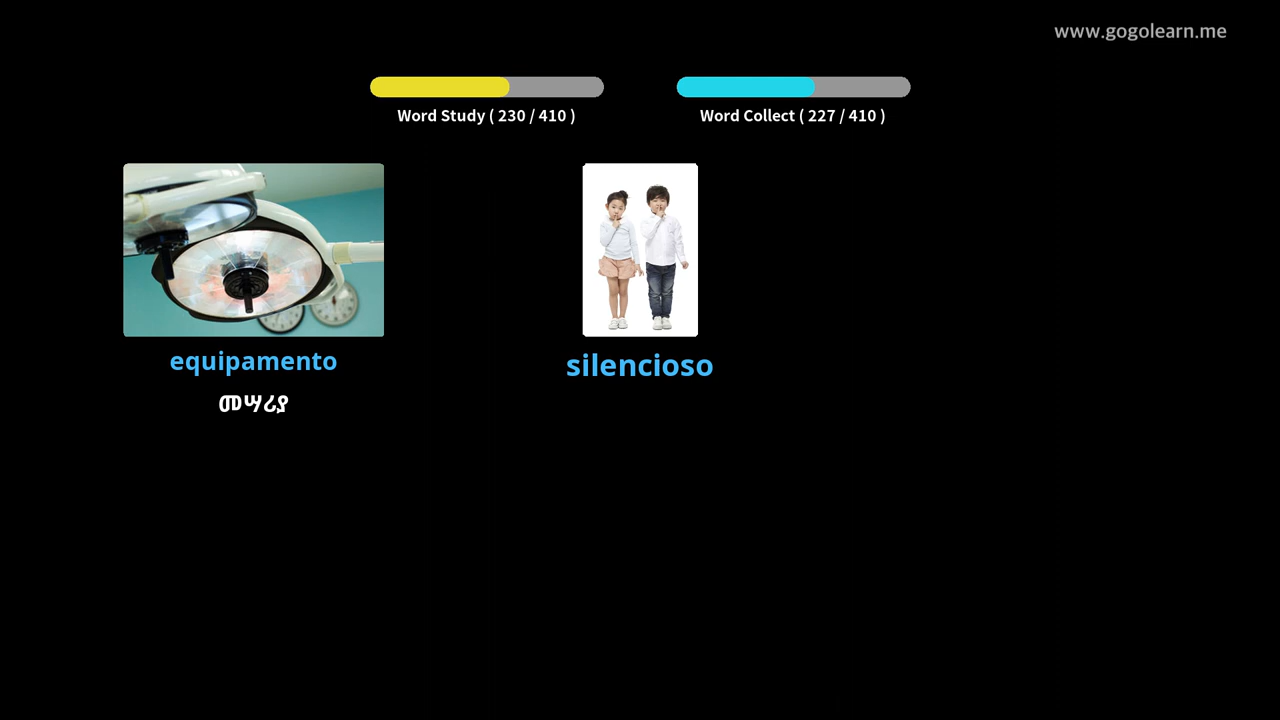 www.gogolearn.me
Word Study ( 230 / 410 )
Word Collect ( 227 / 410 )
equipamento
silencioso
መሣሪያ